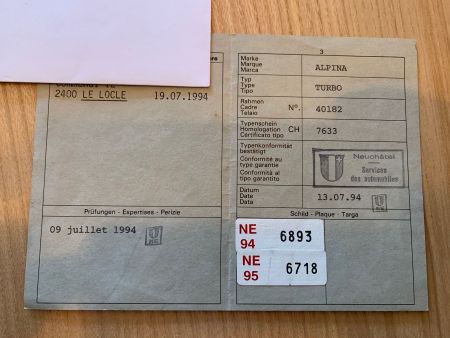 2400 LE LOCLE 19.07.1994
Prüfungen - Expertises - Perizie
09 juillet 1994
3
Marke
Marque
Marca
ALPINA
Typ
Type
Tipo
TURBO
Rahmen
Cadre
Telaio
N°.
40182
Typenschein
Homologation
Certificato tipo
CH
7633
Typenkonformität
bestätigt
Conformité au
type garantie
Conformità al
tipo garantito
Neuchâtel
Services
des automobiles
Datum
Date
Data
13.07.94
Schild - Plaque - Targa
NE
94
6893
NE
95
6718